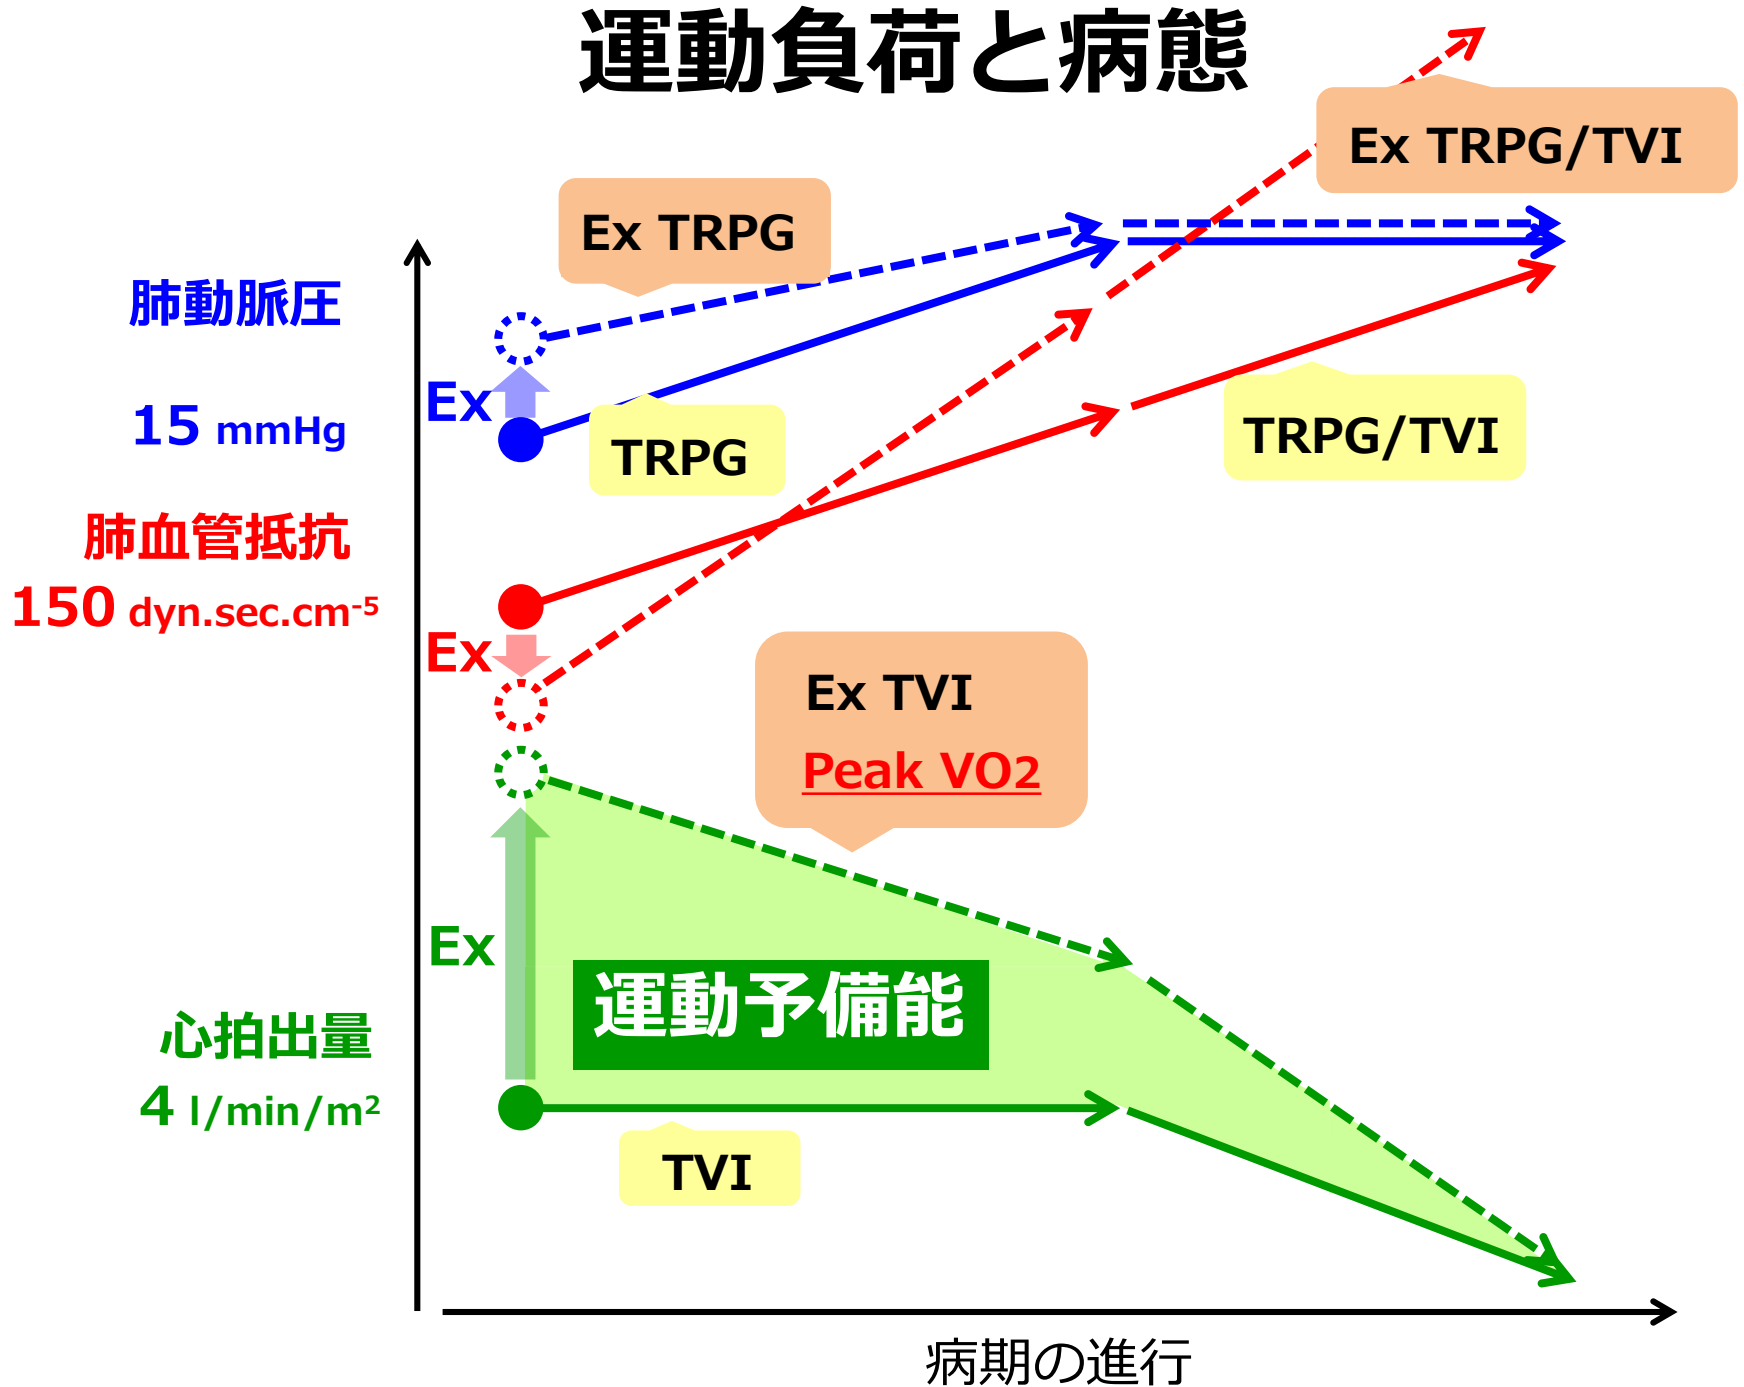 運動負荷と病態
Ex TRPG/TVI
Ex TRPG
肺動脈圧
15 mmHg
Ex
TRPG
TRPG/TVI
肺血管抵抗
150 dyn.sec.cm-5
Ex
Ex TVI
Peak VO2
Ex
運動予備能
心拍出量
4 l/min/m2
TVI
病期の進行